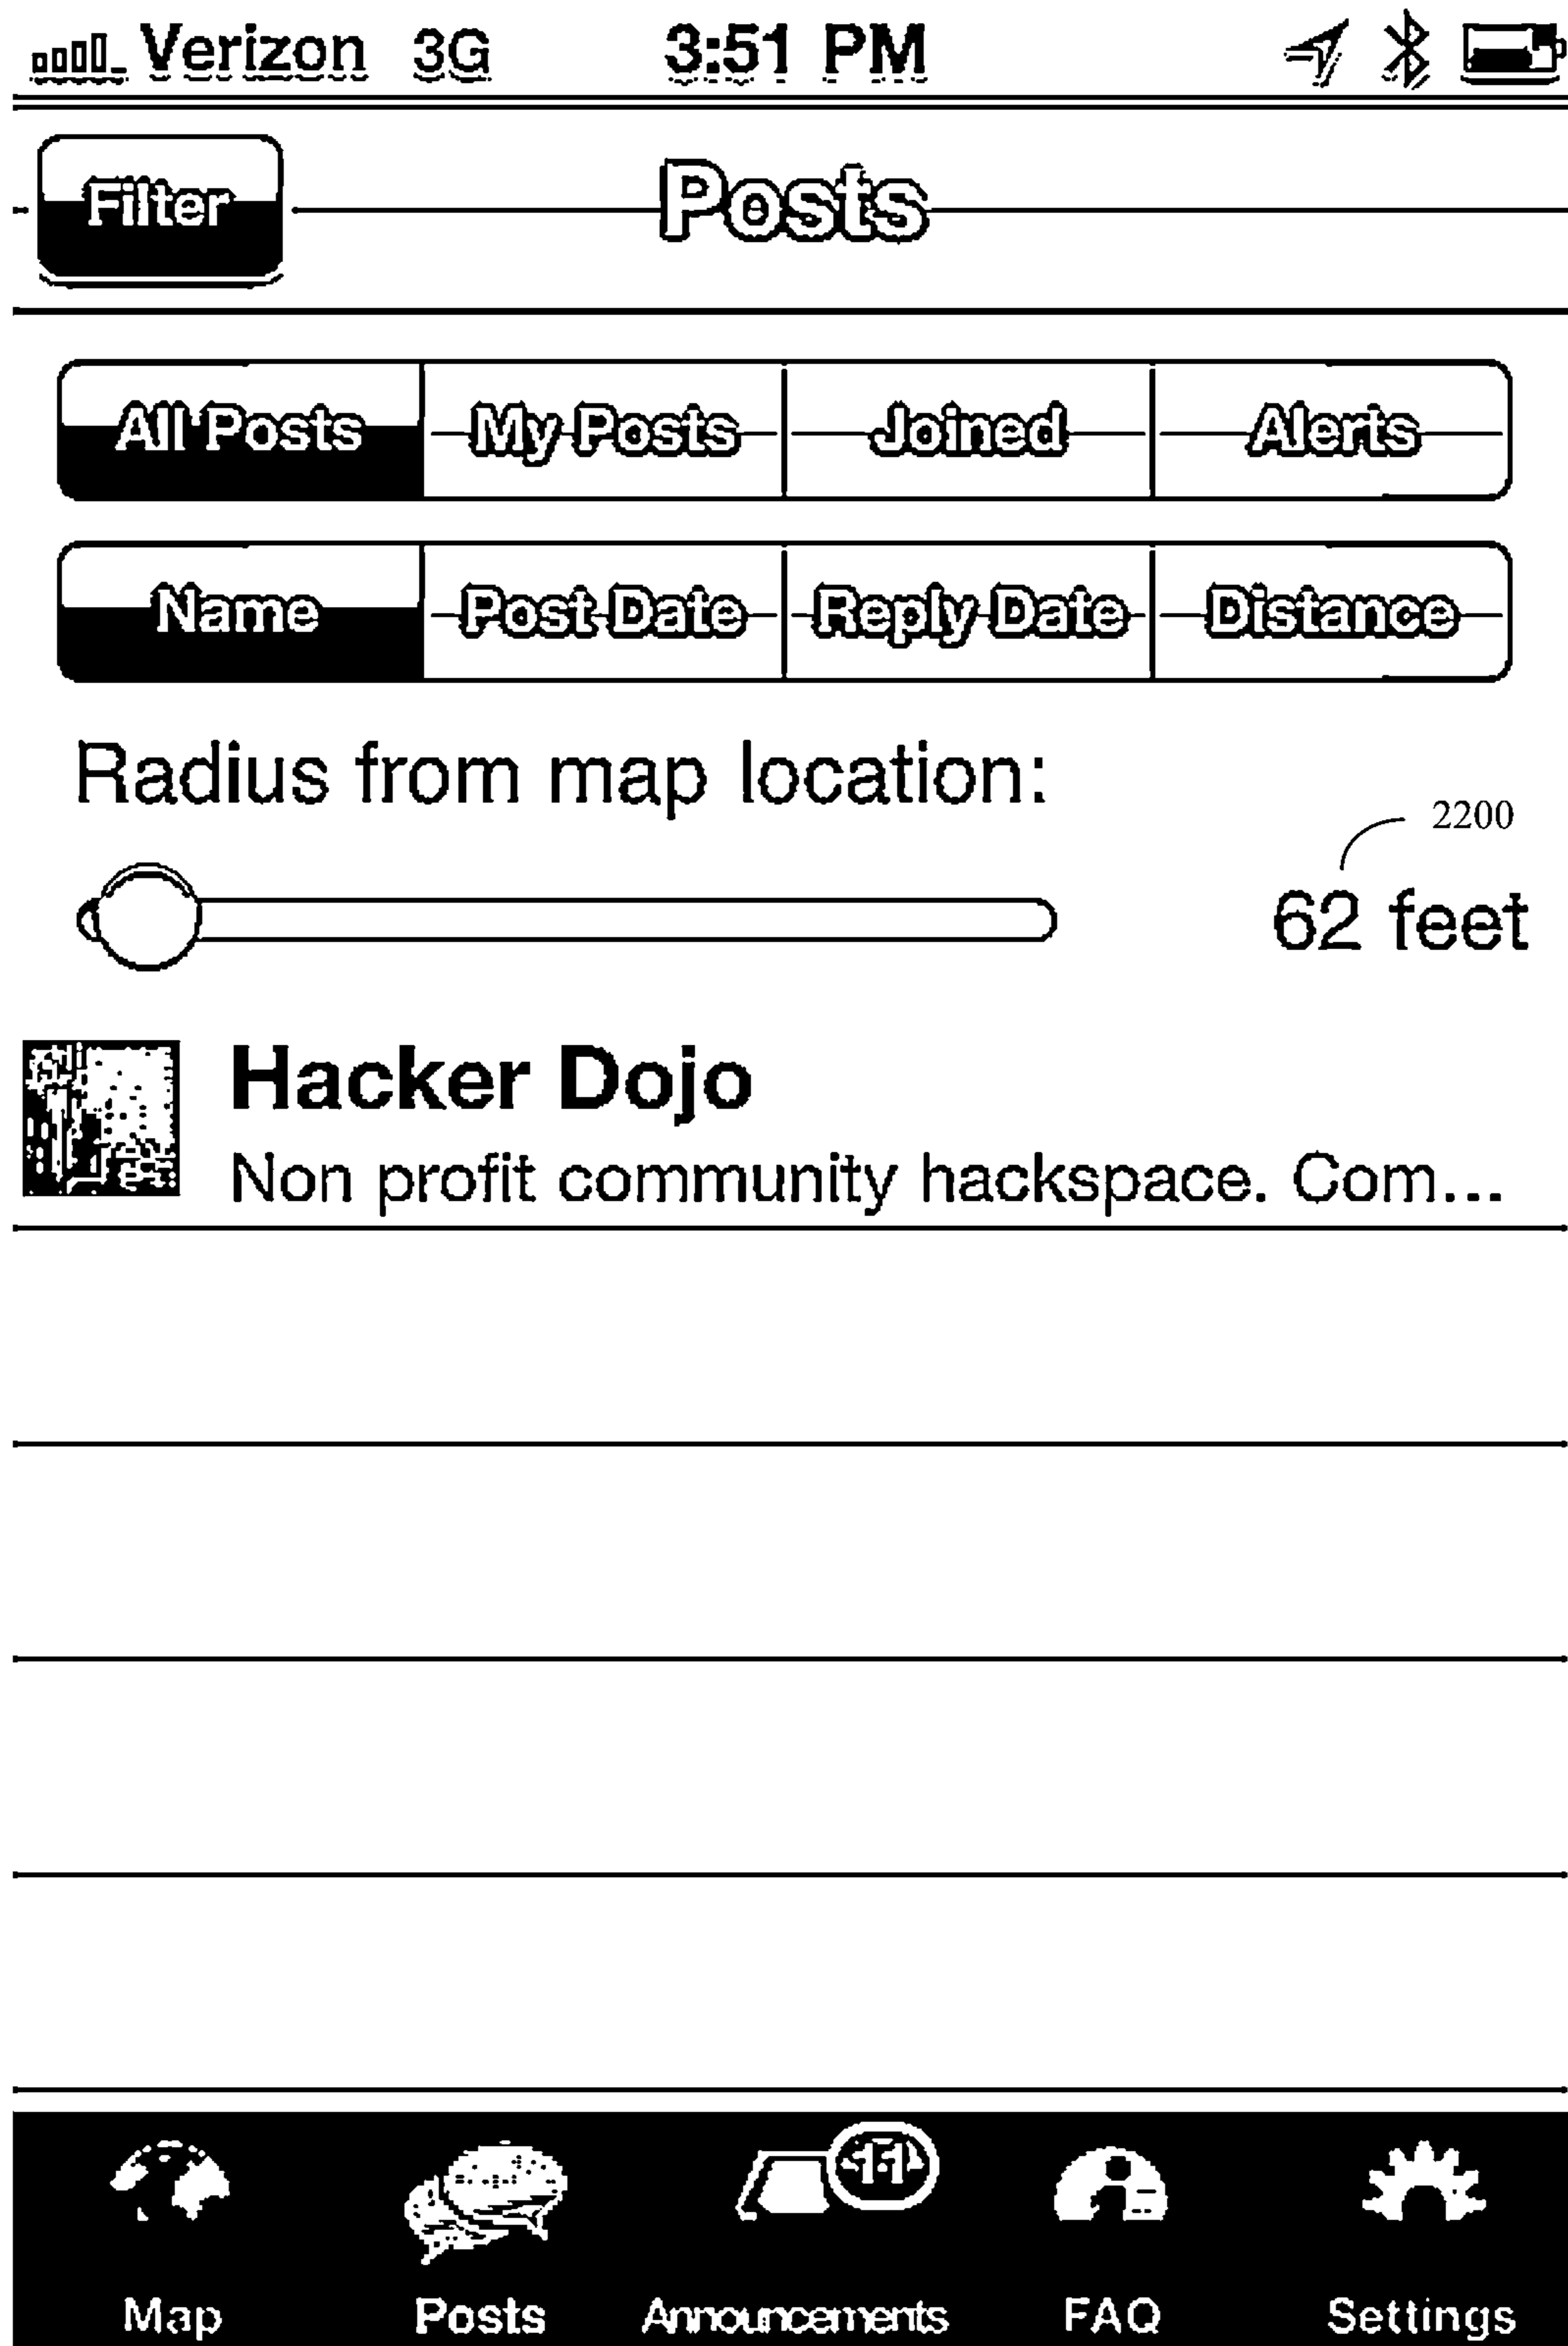 Verizon 3G 3:51 PM
Filter Posts
All Posts My Posts Joined Alerts
Name Post Date Reply Date Distance
Radius from map location:
2200
62 feet
Hacker Dojo
Non profit community hackspace. Com...
Map Posts Announcements FAQ Settings